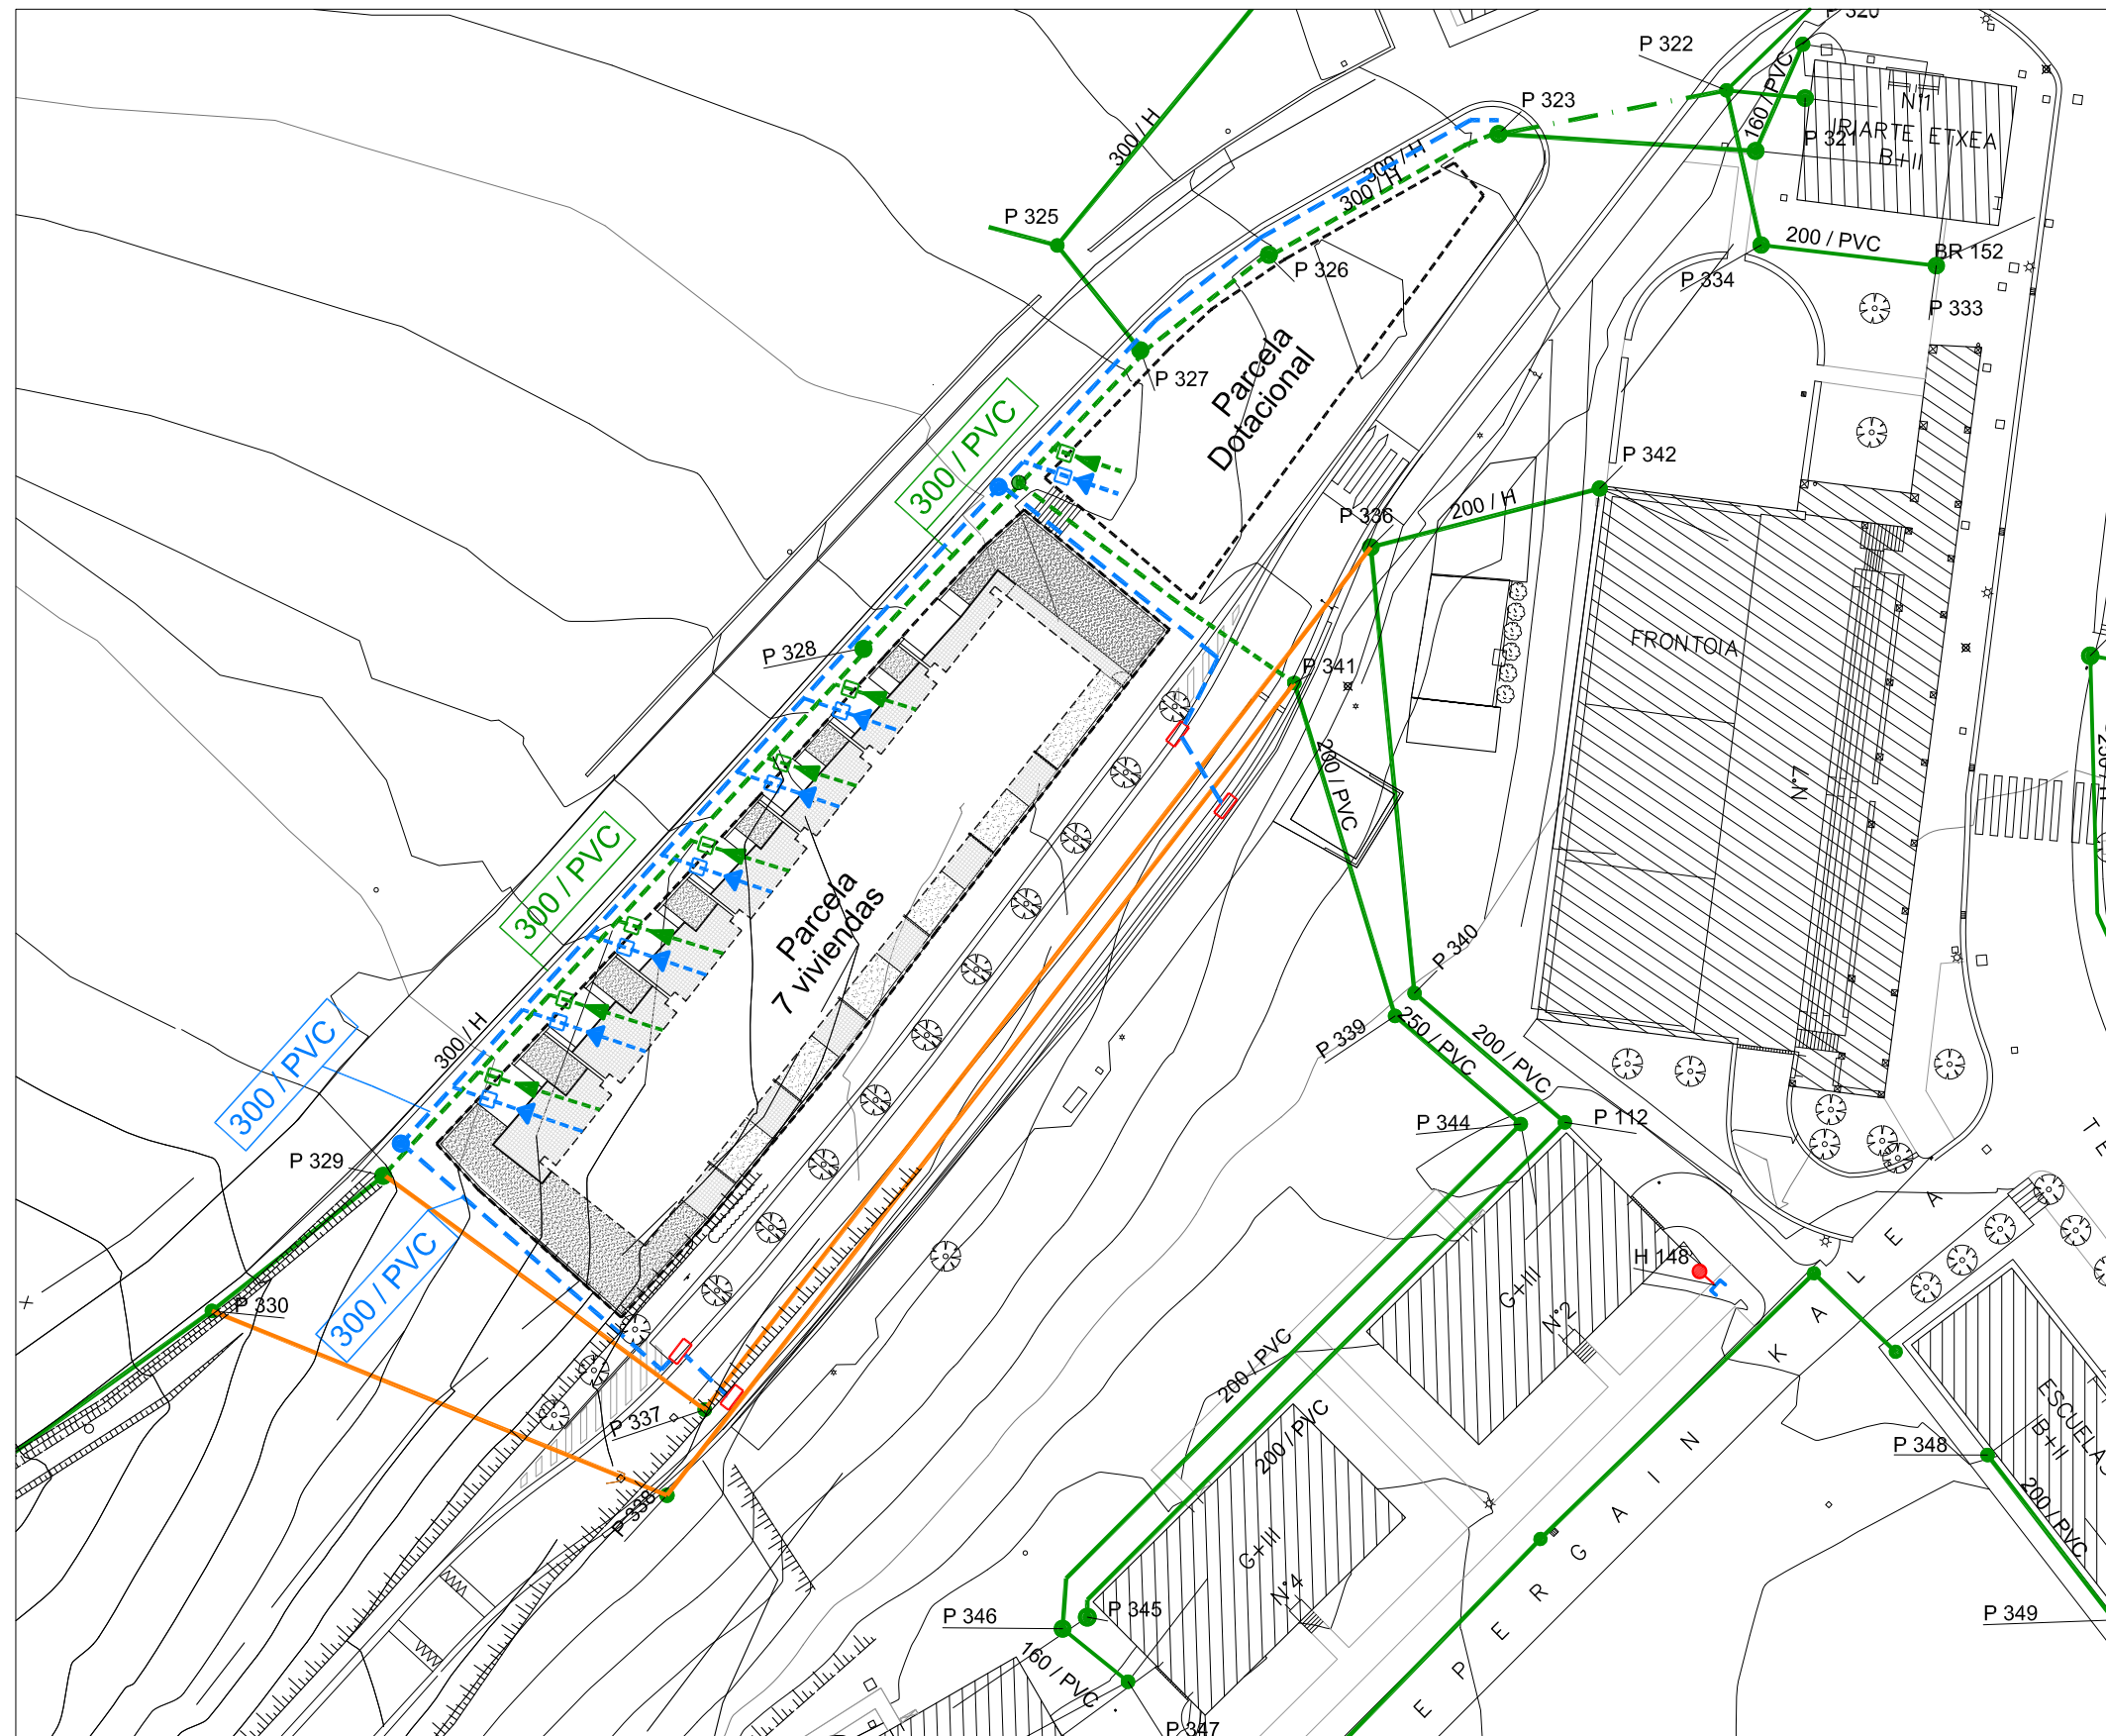 P 320
P 322
P 323
160 / PVC
N°1
IRIARTE ETXEA
B+II
P 321
300 / H
300 / H
300 / H
P 325
P 326
200 / PVC
BR 152
P 334
P 333
P 327
Parcela
Dotacional
300 / PVC
P 342
200 / H
P 336
FRONTOIA
P 328
P 341
200 / PVC
N°7
300 / PVC
Parcela
7 viviendas
P 340
P 339
250 / PVC
200 / PVC
300 / H
300 / PVC
P 344
P 112
P 329
300 / PVC
P 330
H 148
G+III
N°2
200 / PVC
200 / PVC
P 337
P 338
EPERGAIN KALEA
ESCUELAS
B+II
P 348
200 / PVC
G+III
N°4
P 346
P 345
160 / PVC
P 347
P 349